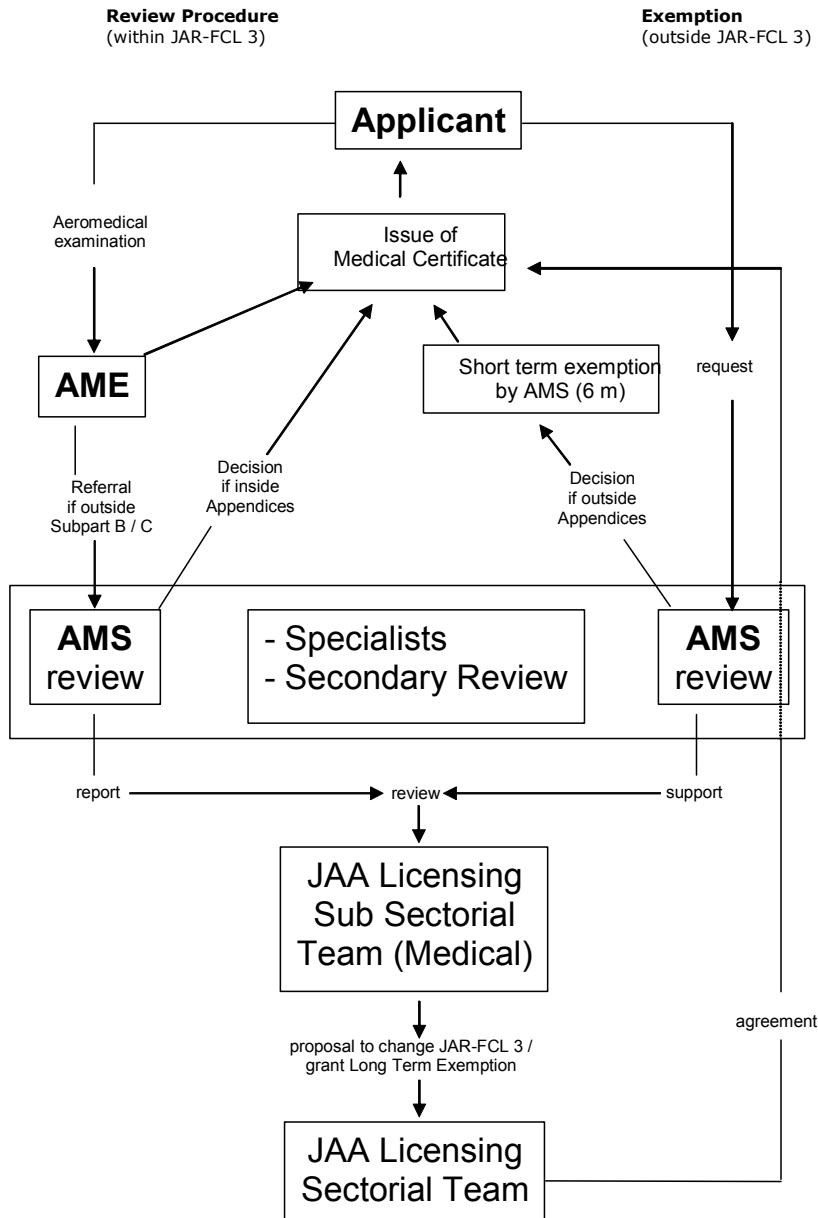 Review Procedure
(within JAR-FCL 3)
Exemption
(outside JAR-FCL 3)
Applicant
Aeromedical
examination
Issue of
Medical Certificate
AME
Short term exemption
by AMS (6 m)
request
Referral
if outside
Subpart B / C
Decision
if inside
Appendices
Decision
if outside
Appendices
AMS
review
- Specialists
- Secondary Review
AMS
review
report
review
support
JAA Licensing
Sub Sectorial
Team (Medical)
agreement
proposal to change JAR-FCL 3 /
grant Long Term Exemption
JAA Licensing
Sectorial Team